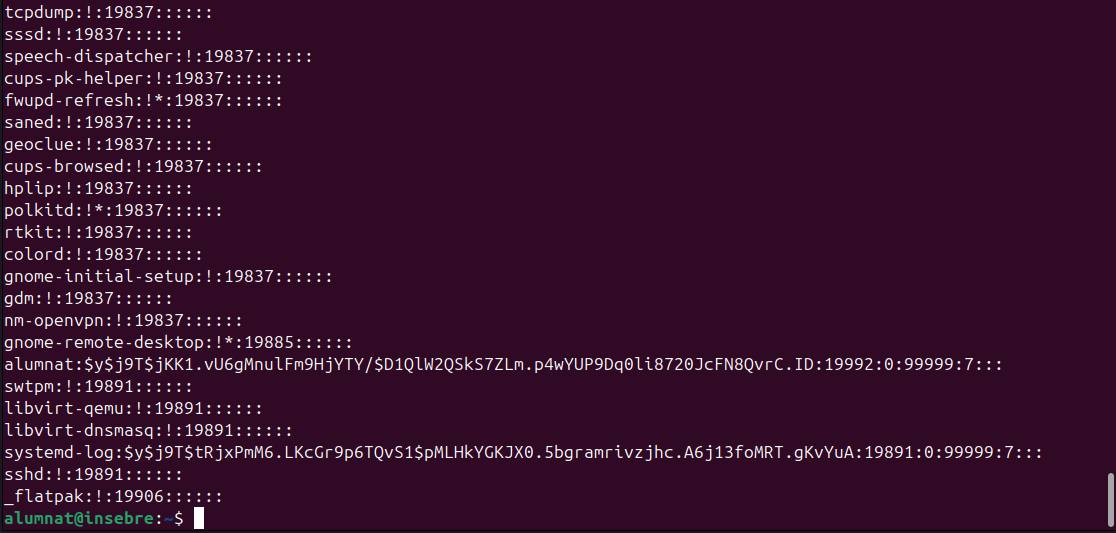 tcpdump:!:19837::::::
sssd:!:19837::::::
speech-dispatcher:!:19837::::::
cups-pk-helper:!:19837::::::
fwupd-refresh:!*:19837::::::
saned:!:19837::::::
geoclue:!:19837::::::
cups-browsed:!:19837::::::
hplip:!:19837::::::
polkitd:!*:19837::::::
rtkit:!:19837::::::
colord:!:19837::::::
gnome-initial-setup:!:19837::::::
gdm:!:19837::::::
nm-openvpn:!:19837::::::
gnome-remote-desktop:!*:19885::::::
alumnat:$y$j9T$jKK1.vU6gMnulFm9HjYTY/$D1QlW2QSkS7ZLm.p4wYUP9Dq0li8720JcFN8QvrC.ID:19992:0:99999:7:::
swtpm:!:19891::::::
libvirt-qemu:!:19891::::::
libvirt-dnsmasq:!:19891::::::
systemd-log:$y$j9T$tRjxPmM6.LKcGr9p6TQvS1$pMLHkYGKJX0.5bgramrivzjhc.A6j13foMRT.gKvYuA:19891:0:99999:7:::
sshd:!:19891::::::
_flatpak:!:19906::::::
alumnat@insebre:~$